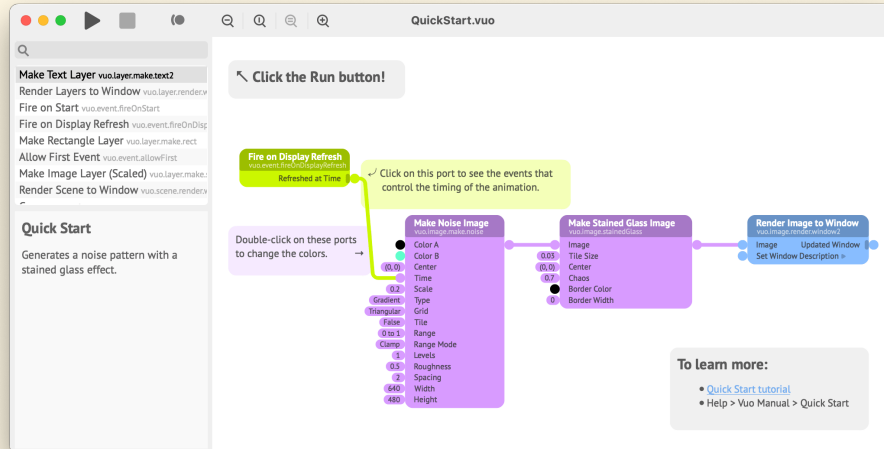 QuickStart.vuo
Make Text Layer vuo.layer.make.text2
Render Layers to Window vuo.layer.render.w
Fire on Start vuo.event.fireOnStart
Fire on Display Refresh vuo.event.fireOnDisp
Make Rectangle Layer vuo.layer.make.rect
Allow First Event vuo.event.allowFirst
Make Image Layer (Scaled) vuo.layer.make.
Render Scene to Window vuo.scene.render.w
Quick Start
Generates a noise pattern with a
stained glass effect.
↖ Click the Run button!
Fire on Display Refresh
vuo.event.fireOnDisplayRefresh
Refreshed at Time
Click on this port to see the events that
control the timing of the animation.
Double-click on these ports
to change the colors. →
Make Noise Image
vuo.image.make.noise
Color A
Color B
(0, 0) Center
Time
0.2 Scale
Gradient Type
Triangular Grid
False Tile
0 to 1 Range
Clamp Range Mode
1 Levels
0.5 Roughness
2 Spacing
640 Width
480 Height
Make Stained Glass Image
vuo.image.stainedGlass
Image
0.03 Tile Size
(0, 0) Center
0.7 Chaos
Border Color
0 Border Width
Render Image to Window
vuo.image.render.window2
Image Updated Window
Set Window Description
To learn more:
• Quick Start tutorial
• Help > Vuo Manual > Quick Start